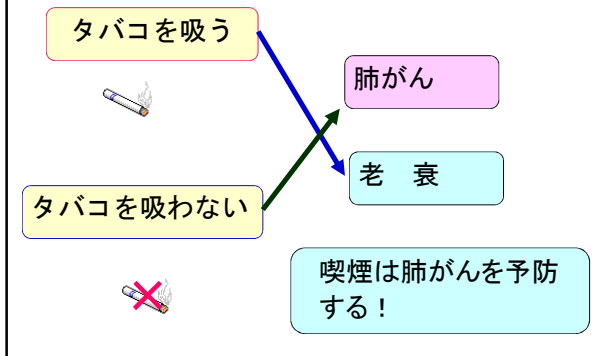 タバコを吸う
肺がん
老　衰
タバコを吸わない
喫煙は肺がんを予防
する！